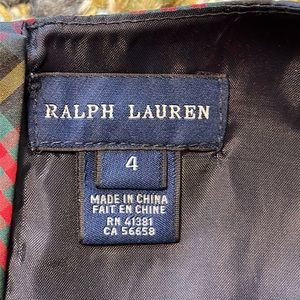 RALPH LAUREN
4
MADE IN CHINA
FAIT EN CHINE
RN 41381
CA 56658